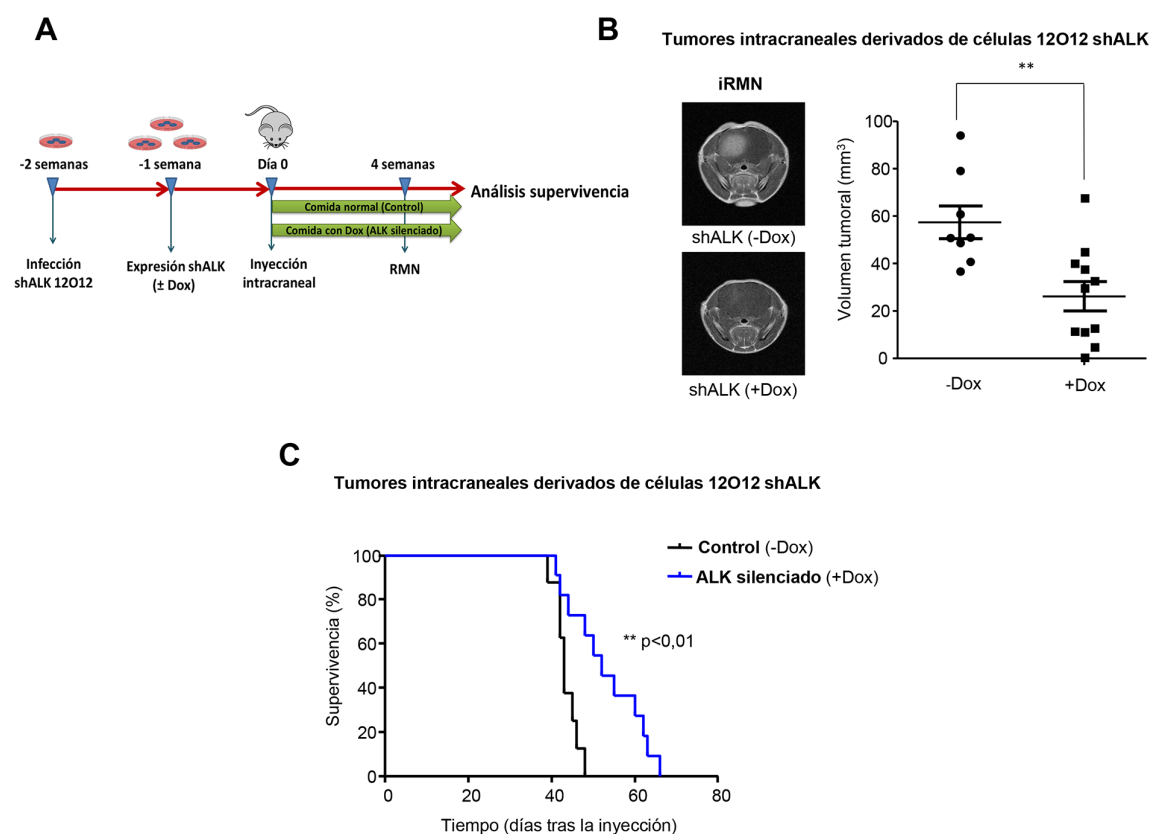 A
-2 semanas
-1 semana
Día 0
4 semanas
Análisis supervivencia
Comida normal (Control)
Comida con Dox (ALK silenciado)
Infección
shALK 12O12
Expresión shALK
(± Dox)
Inyección
intracraneal
RMN
B
Tumores intracraneales derivados de células 12O12 shALK
iRMN
shALK (-Dox)
shALK (+Dox)
**
Volumen tumoral (mm³)
100
80
60
40
20
0
-Dox
+Dox
C
Tumores intracraneales derivados de células 12O12 shALK
Control (-Dox)
ALK silenciado (+Dox)
** p<0,01
Supervivencia (%)
100
80
60
40
20
0
0 20 40 60 80
Tiempo (días tras la inyección)